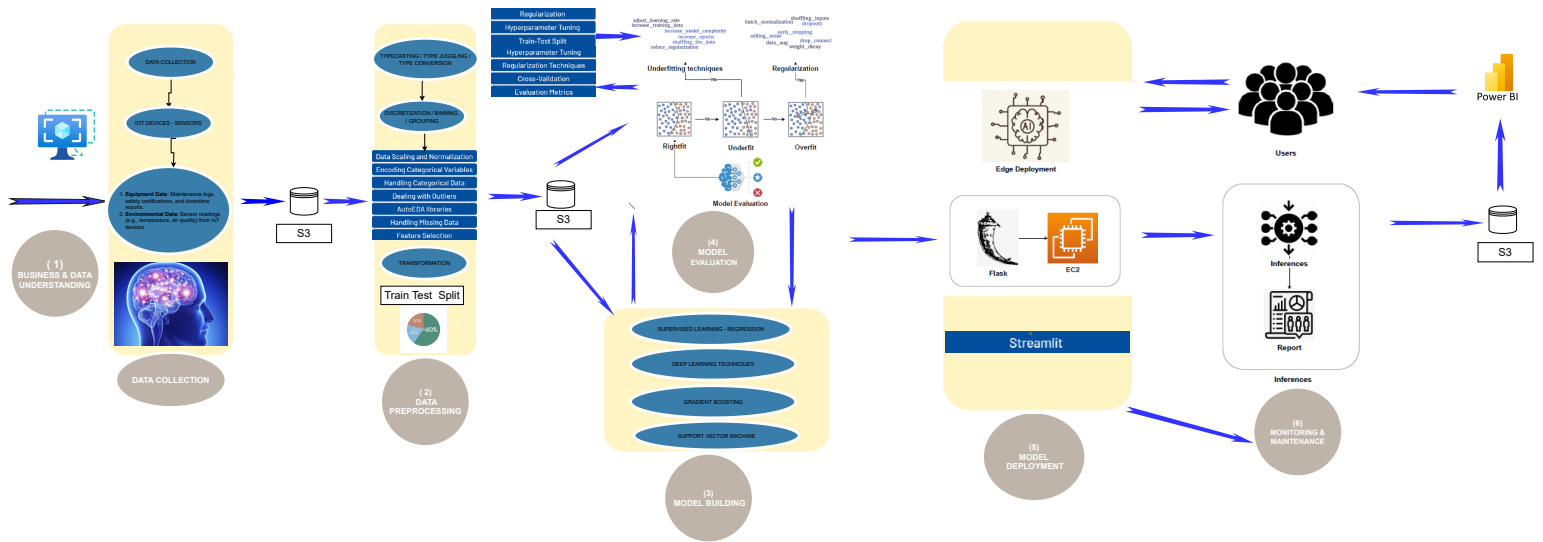 DATA COLLECTION
IOT DEVICES - SENSORS
1. Equipment Data: Maintenance logs,
safety certifications, and downtime
reports.
2. Environmental Data: Sensor readings
(e.g., temperature, air quality) from IoT
devices
( 1)
BUSINESS & DATA
UNDERSTANDING
DATA COLLECTION
S3
TYPECASTING / TYPE JUGGLING /
TYPE CONVERSION
DISCRETIZATION / BINNING
/ GROUPING
Data Scaling and Normalization
Encoding Categorical Variables
Handling Categorical Data
Dealing with Outliers
AutoEDA libraries
Handling Missing Data
Feature Selection
TRANSFORMATION
Train Test Split
60%
( 2)
DATA
PREPROCESSING
S3
Regularization
Hyperparameter Tuning
Train-Test Split
Hyperparameter Tuning
Regularization Techniques
Cross-Validation
Evaluation Metrics
adjust_learning_rate
increase_training_data
increase_model_complexity
increase_epochs
shuffling_the_data
reduce_regularization
shuffling_inputs
batch_normalization
dropouts
early_stopping
adding_noise
drop_connect
data_aug
weight_decay
Underfitting techniques
Regularization
Yes
Yes
No
No
Rightfit
Underfit
Overfit
Model Evaluation
(4)
MODEL
EVALUATION
SUPERVISED LEARNING - REGRESSION
DEEP LEARNING TECHNIQUES
GRADIENT BOOSTING
SUPPORT VECTOR MACHINE
(3)
MODEL BUILDING
AI
Edge Deployment
Flask
EC2
Streamlit
(5)
MODEL
DEPLOYMENT
Users
Inferences
Report
Inferences
(6)
MONITORING &
MAINTENANCE
Power BI
S3